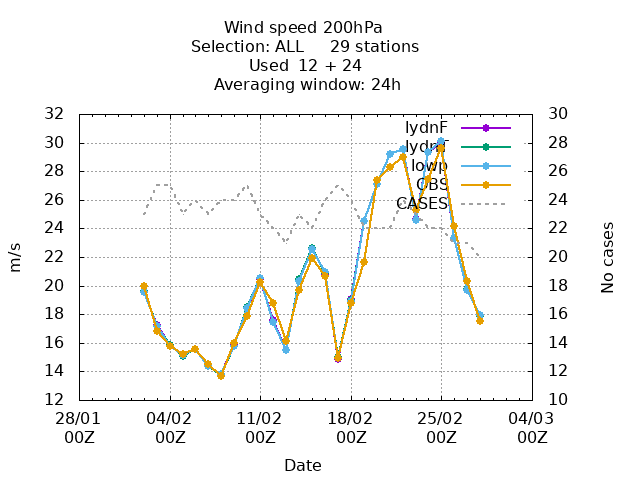 Wind speed 200hPa
Selection: ALL 29 stations
Used 12 + 24
Averaging window: 24h
32
30
28
26
24
22
20
18
16
14
12
m/s
30
28
26
24
22
20
18
16
14
12
10
No cases
lydnF
lowp
OBS
CASES
28/01 04/02 11/02 18/02 25/02 04/03
00Z 00Z 00Z 00Z 00Z 00Z
Date